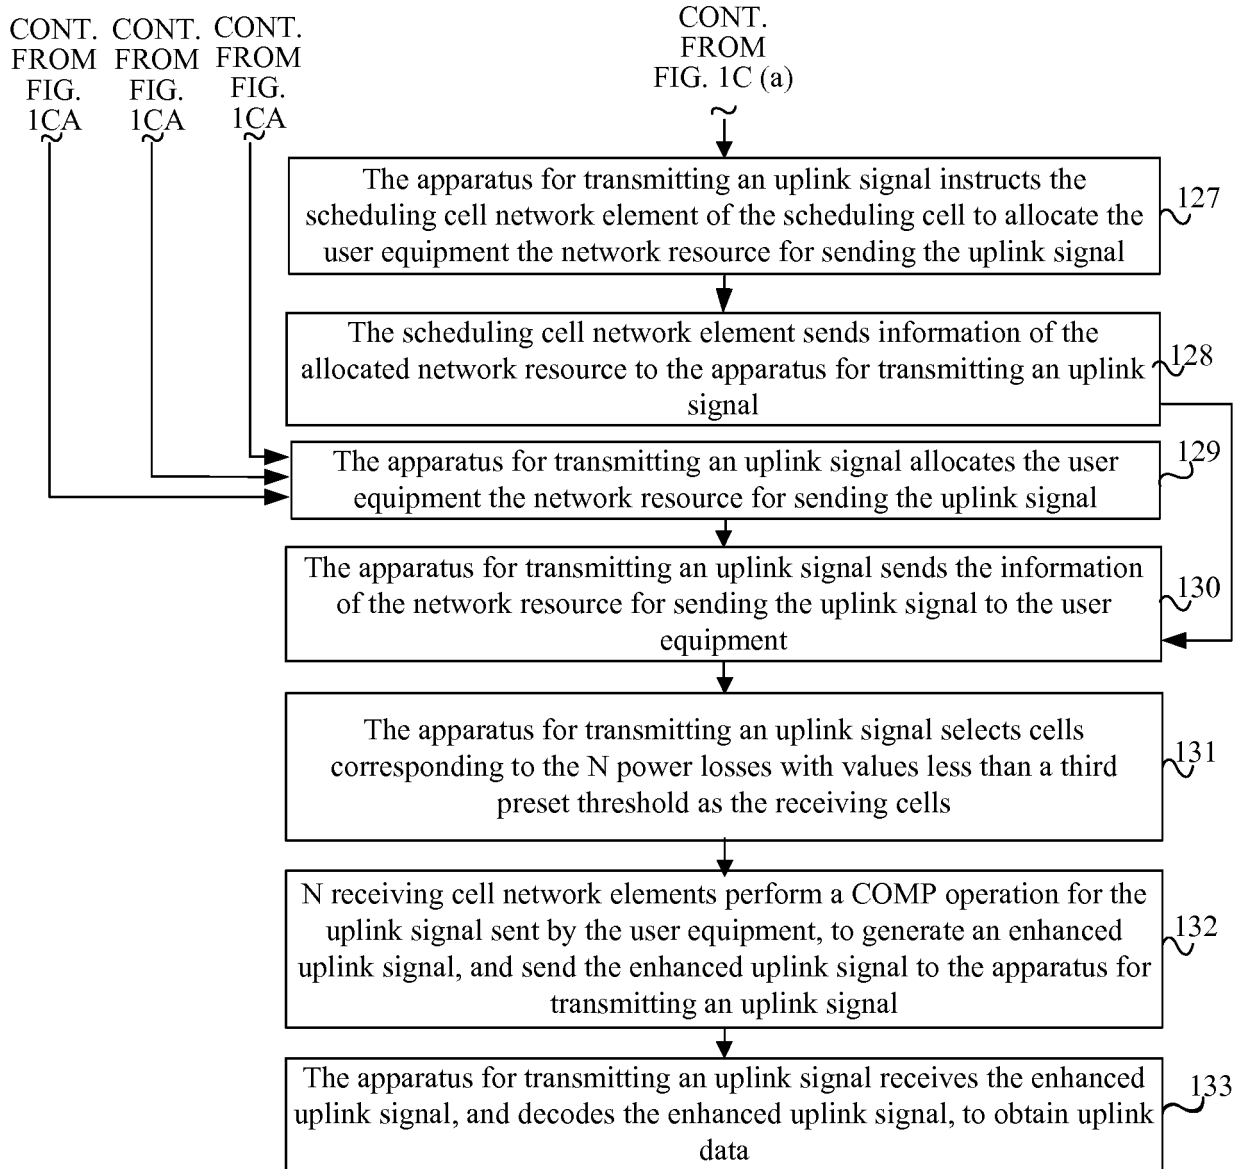 CONT.
FROM
FIG.
1CA
CONT.
FROM
FIG.
1CA
CONT.
FROM
FIG.
1CA
CONT.
FROM
FIG. 1C (a)
The apparatus for transmitting an uplink signal instructs the
scheduling cell network element of the scheduling cell to allocate the
user equipment the network resource for sending the uplink signal
127
The scheduling cell network element sends information of the
allocated network resource to the apparatus for transmitting an uplink
signal
128
The apparatus for transmitting an uplink signal allocates the user
equipment the network resource for sending the uplink signal
129
The apparatus for transmitting an uplink signal sends the information
of the network resource for sending the uplink signal to the user
equipment
130
The apparatus for transmitting an uplink signal selects cells
corresponding to the N power losses with values less than a third
preset threshold as the receiving cells
131
N receiving cell network elements perform a COMP operation for the
uplink signal sent by the user equipment, to generate an enhanced
uplink signal, and send the enhanced uplink signal to the apparatus for
transmitting an uplink signal
132
The apparatus for transmitting an uplink signal receives the enhanced
uplink signal, and decodes the enhanced uplink signal, to obtain uplink
data
133